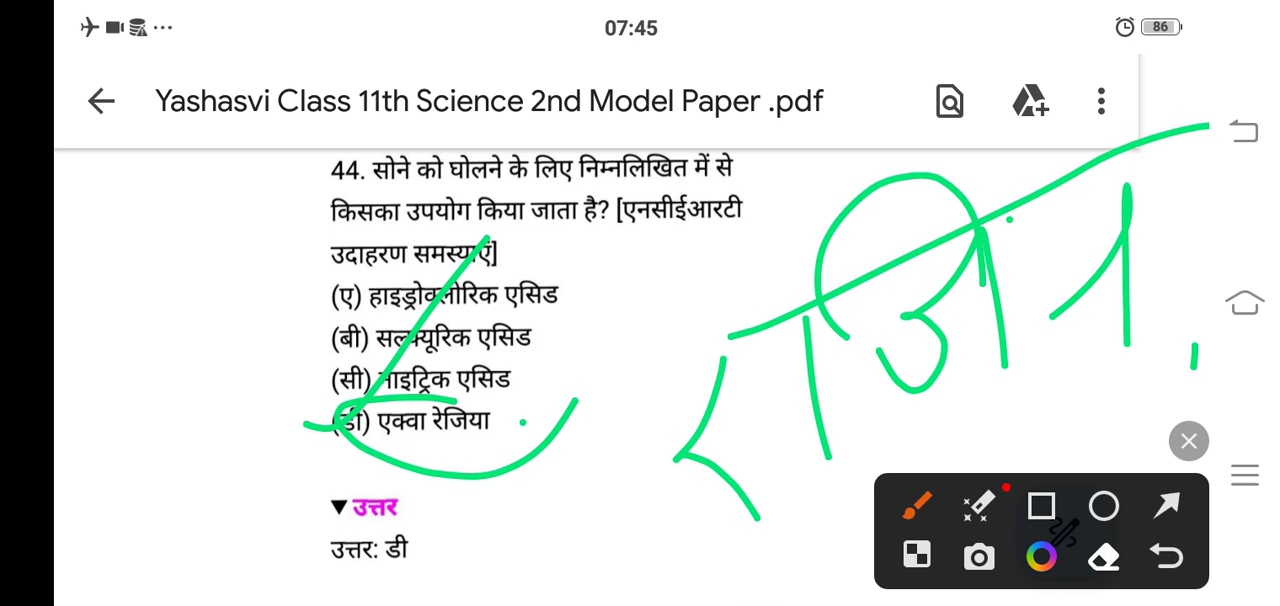 07:45
86
Yashasvi Class 11th Science 2nd Model Paper .pdf
44. सोने को घोलने के लिए निम्नलिखित में से
किसका उपयोग किया जाता है? [एनसीईआरटी
उदाहरण समस्याएं]
(ए) हाइड्रोक्लोरिक एसिड
(बी) सल्फ्यूरिक एसिड
(सी) नाइट्रिक एसिड
(डी) एक्वा रेजिया
▼ उत्तर
उत्तर: डी